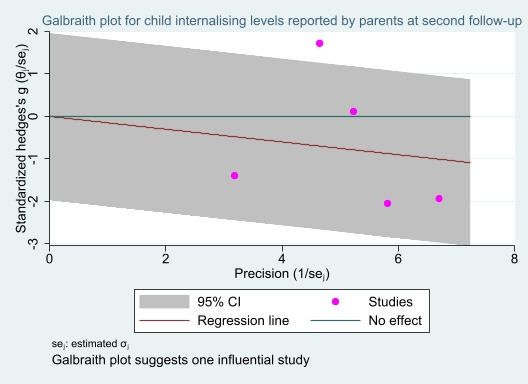 Galbraith plot for child internalising levels reported by parents at second follow-up
Standardized hedges's g (θj/sej)
2
1
0
-1
-2
-3
0
2
4
6
8
Precision (1/sej)
95% CI
Studies
Regression line
No effect
sej: estimated σj
Galbraith plot suggests one influential study